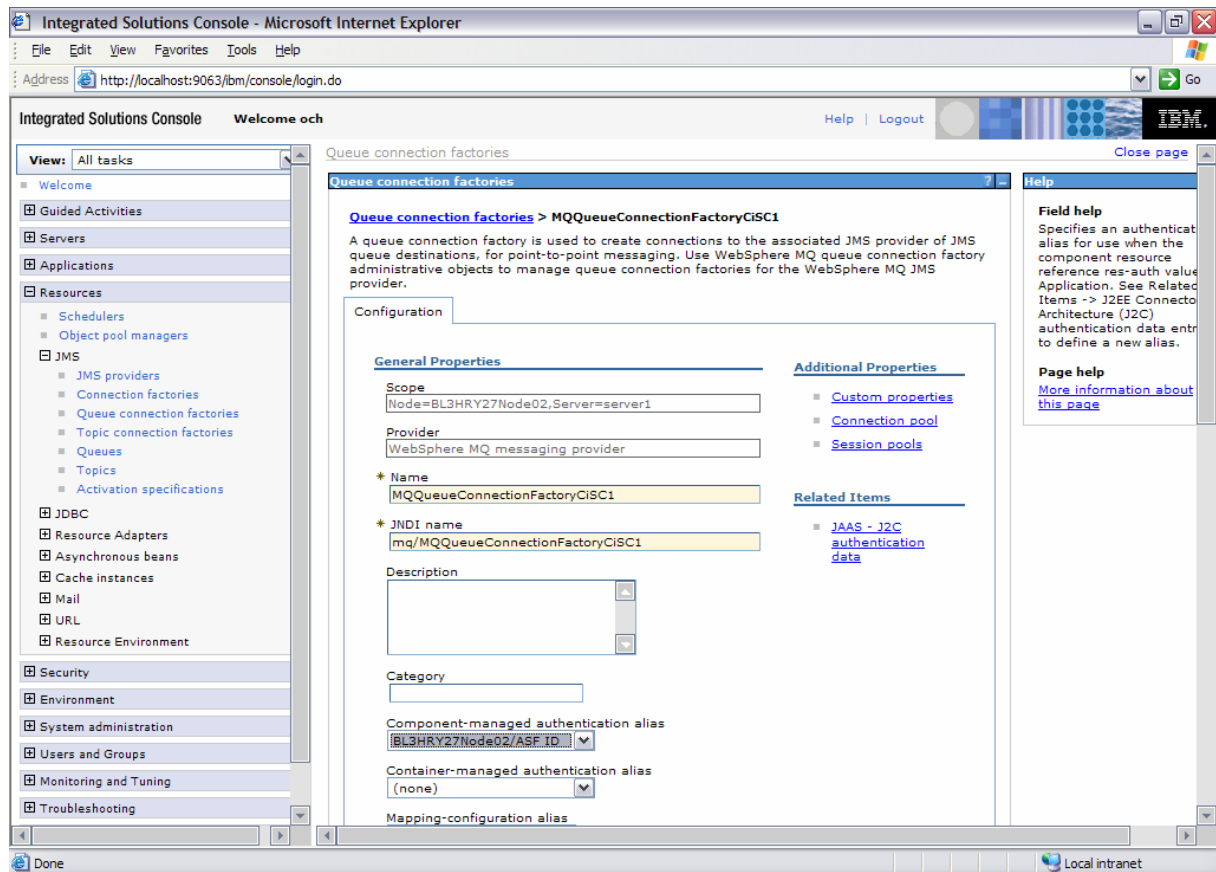 Integrated Solutions Console - Microsoft Internet Explorer
File Edit View Favorites Tools Help
Address http://localhost:9063/ibm/console/login.do Go
Integrated Solutions Console Welcome och Help | Logout IBM.
View: All tasks
Welcome
Guided Activities
Servers
Applications
Resources
Schedulers
Object pool managers
JMS
JMS providers
Connection factories
Queue connection factories
Topic connection factories
Queues
Topics
Activation specifications
JDBC
Resource Adapters
Asynchronous beans
Cache instances
Mail
URL
Resource Environment
Security
Environment
System administration
Users and Groups
Monitoring and Tuning
Troubleshooting
Queue connection factories Close page
Queue connection factories ? -
Queue connection factories > MQQueueConnectionFactoryCiSC1
A queue connection factory is used to create connections to the associated JMS provider of JMS
queue destinations, for point-to-point messaging. Use WebSphere MQ queue connection factory
administrative objects to manage queue connection factories for the WebSphere MQ JMS
provider.
Configuration
General Properties
Scope
Node=BL3HRY27Node02,Server=server1
Provider
WebSphere MQ messaging provider
* Name
MQQueueConnectionFactoryCiSC1
* JNDI name
mq/MQQueueConnectionFactoryCiSC1
Description
Category
Component-managed authentication alias
BL3HRY27Node02/ASF ID
Container-managed authentication alias
(none)
Mapping-configuration alias
Additional Properties
Custom properties
Connection pool
Session pools
Related Items
JAAS - J2C
authentication
data
Help
Field help
Specifies an authenticat
alias for use when the
component resource
reference res-auth value
Application. See Related
Items -> J2EE Connecto
Architecture (J2C)
authentication data entr
to define a new alias.
Page help
More information about
this page
Done Local intranet